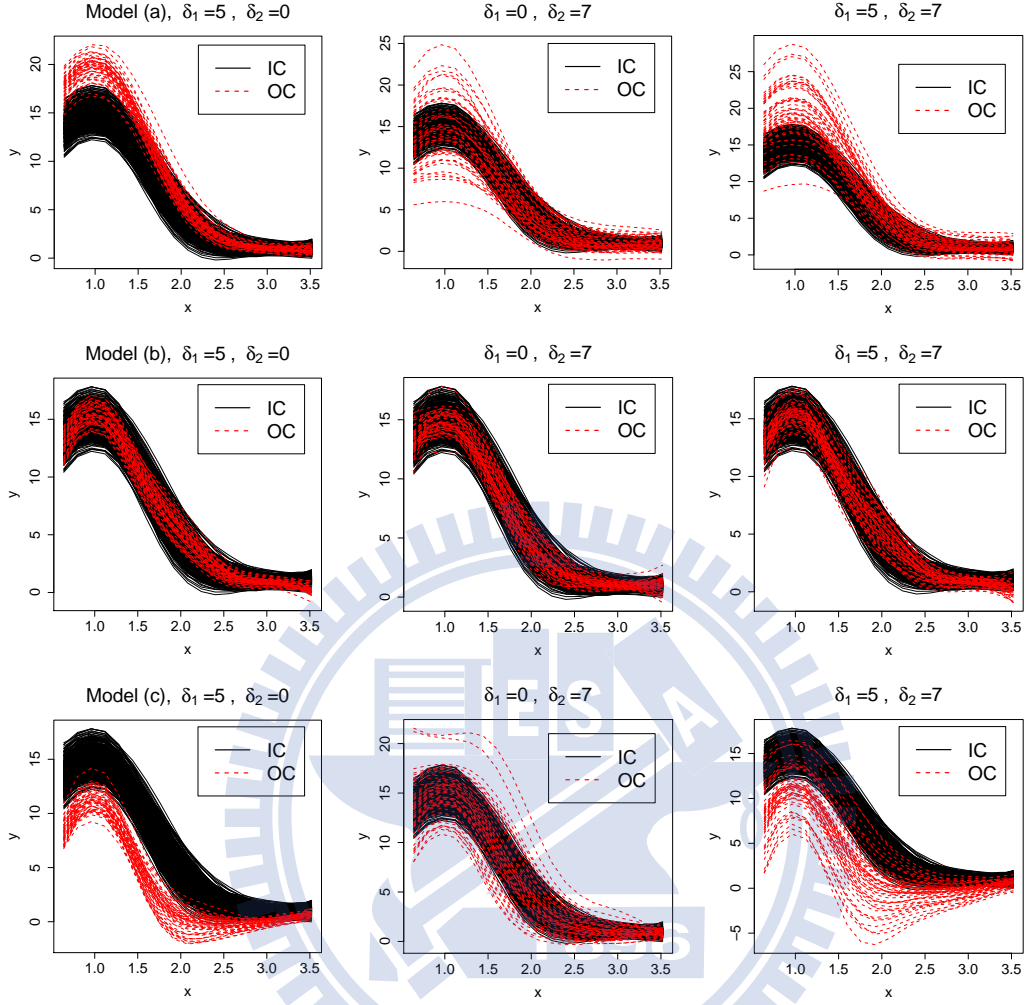 Model (a), δ1 =5 , δ2 =0
δ1 =0 , δ2 =7
δ1 =5 , δ2 =7
IC
OC
IC
OC
IC
OC
y
0
5
10
15
20
y
0
5
10
15
20
25
y
0
5
10
15
20
25
1.0 1.5 2.0 2.5 3.0 3.5
1.0 1.5 2.0 2.5 3.0 3.5
1.0 1.5 2.0 2.5 3.0 3.5
x
x
x
Model (b), δ1 =5 , δ2 =0
δ1 =0 , δ2 =7
δ1 =5 , δ2 =7
IC
OC
IC
OC
IC
OC
y
0
5
10
15
y
0
5
10
15
y
0
5
10
15
1.0 1.5 2.0 2.5 3.0 3.5
1.0 1.5 2.0 2.5 3.0 3.5
1.0 1.5 2.0 2.5 3.0 3.5
x
x
x
Model (c), δ1 =5 , δ2 =0
δ1 =0 , δ2 =7
δ1 =5 , δ2 =7
IC
OC
IC
OC
IC
OC
y
0
5
10
15
y
0
5
10
15
20
y
−5
0
5
10
15
1.0 1.5 2.0 2.5 3.0 3.5
1.0 1.5 2.0 2.5 3.0 3.5
1.0 1.5 2.0 2.5 3.0 3.5
x
x
x
E S A
1896